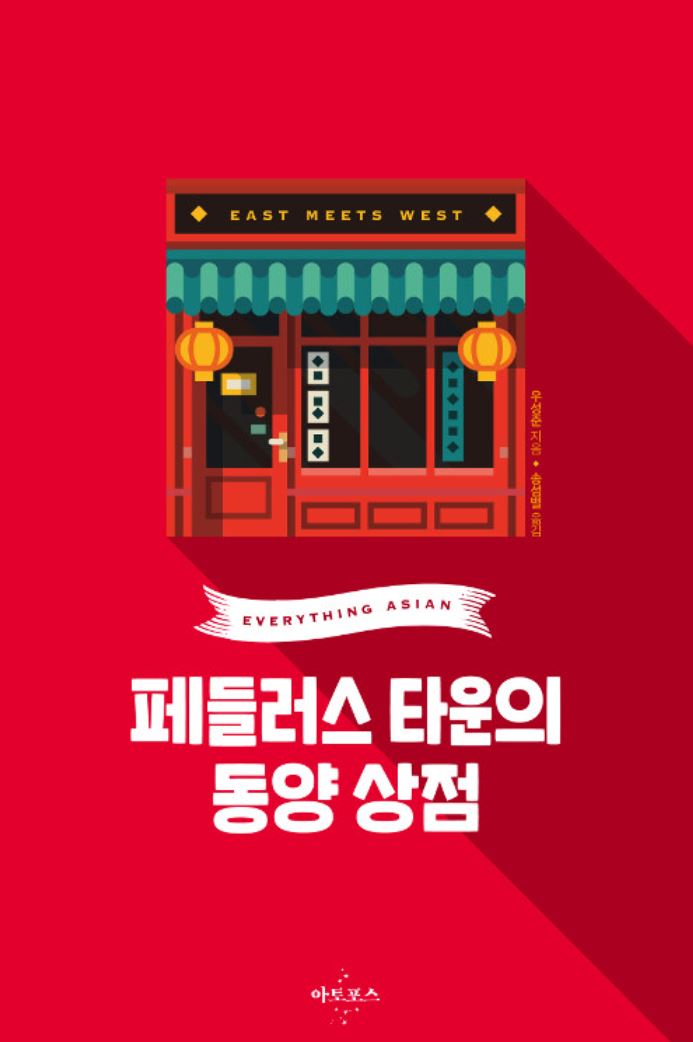 EAST MEETS WEST
우성준 지음 ◆ 송섬별 옮김
EVERYTHING ASIAN
페들러스 타운의
동양 상점
아토포스